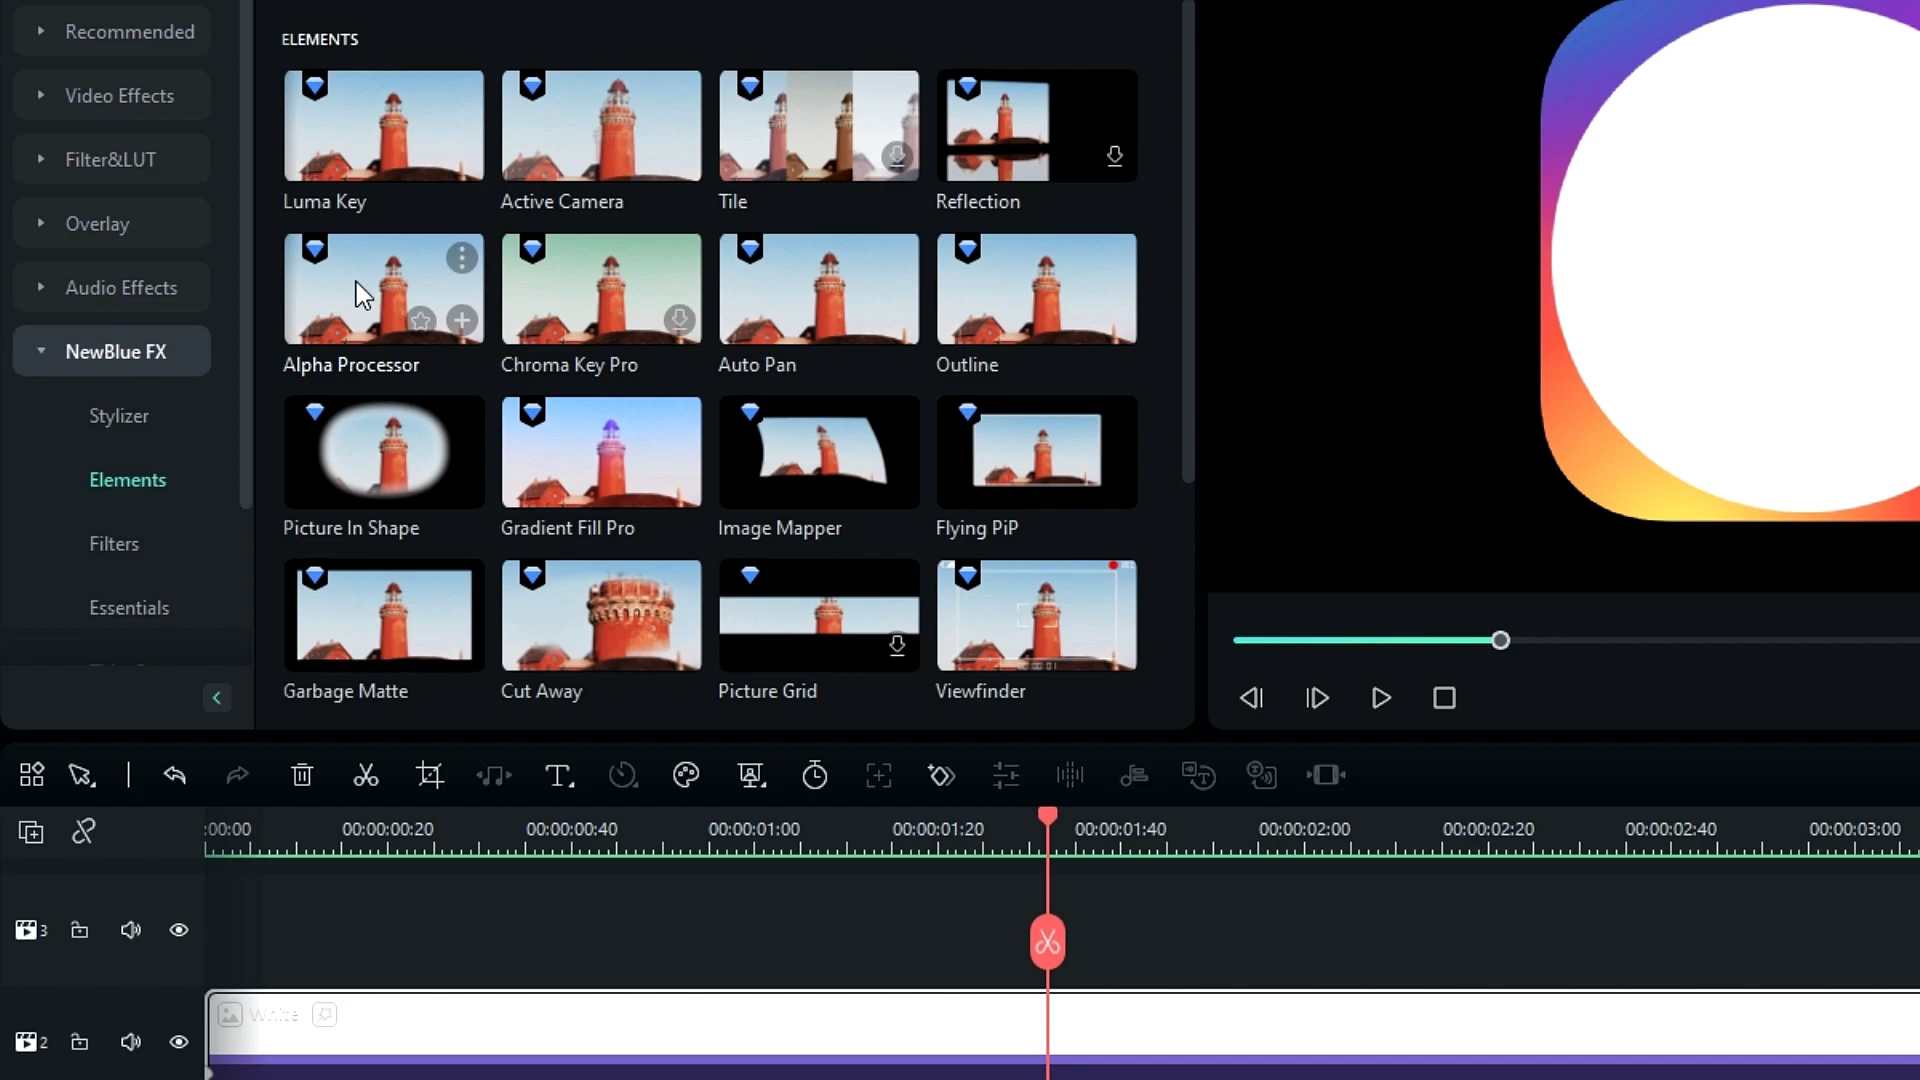 Recommended
Video Effects
Filter&LUT
Overlay
Audio Effects
NewBlue FX
Stylizer
Elements
Filters
Essentials
ELEMENTS
Luma Key
Active Camera
Tile
Reflection
Alpha Processor
Chroma Key Pro
Auto Pan
Outline
Picture In Shape
Gradient Fill Pro
Image Mapper
Flying PiP
Garbage Matte
Cut Away
Picture Grid
Viewfinder
:00:00
00:00:00:20
00:00:00:40
00:00:01:00
00:00:01:20
00:00:01:40
00:00:02:00
00:00:02:20
00:00:02:40
00:00:03:00
3
White
2